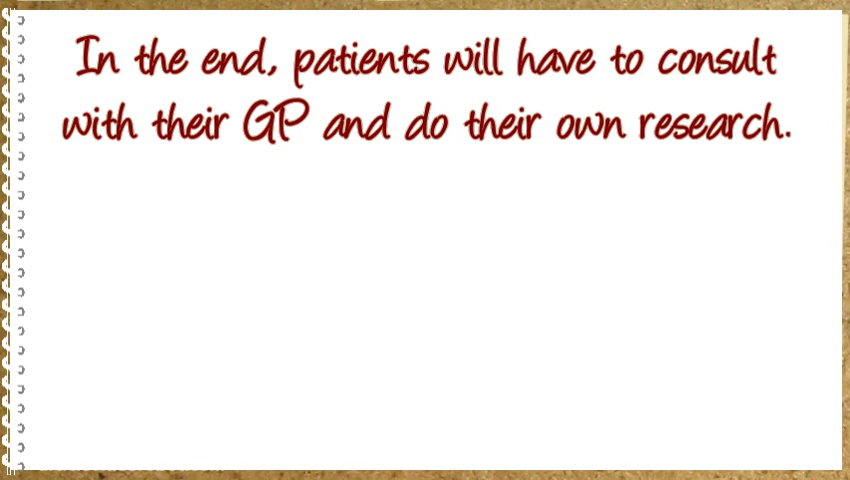 In the end, patients will have to consult
with their GP and do their own research.